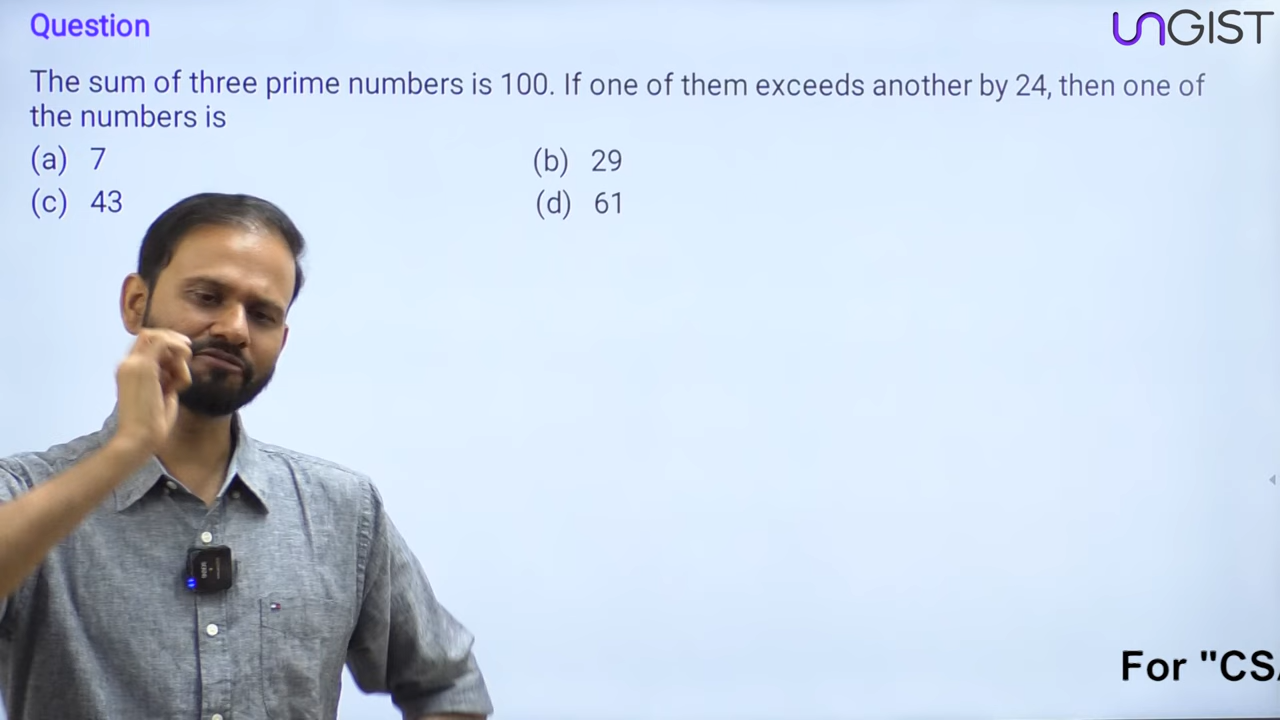 Question
UNGIST
The sum of three prime numbers is 100. If one of them exceeds another by 24, then one of
the numbers is
(a) 7
(b) 29
(c) 43
(d) 61
For "CSA